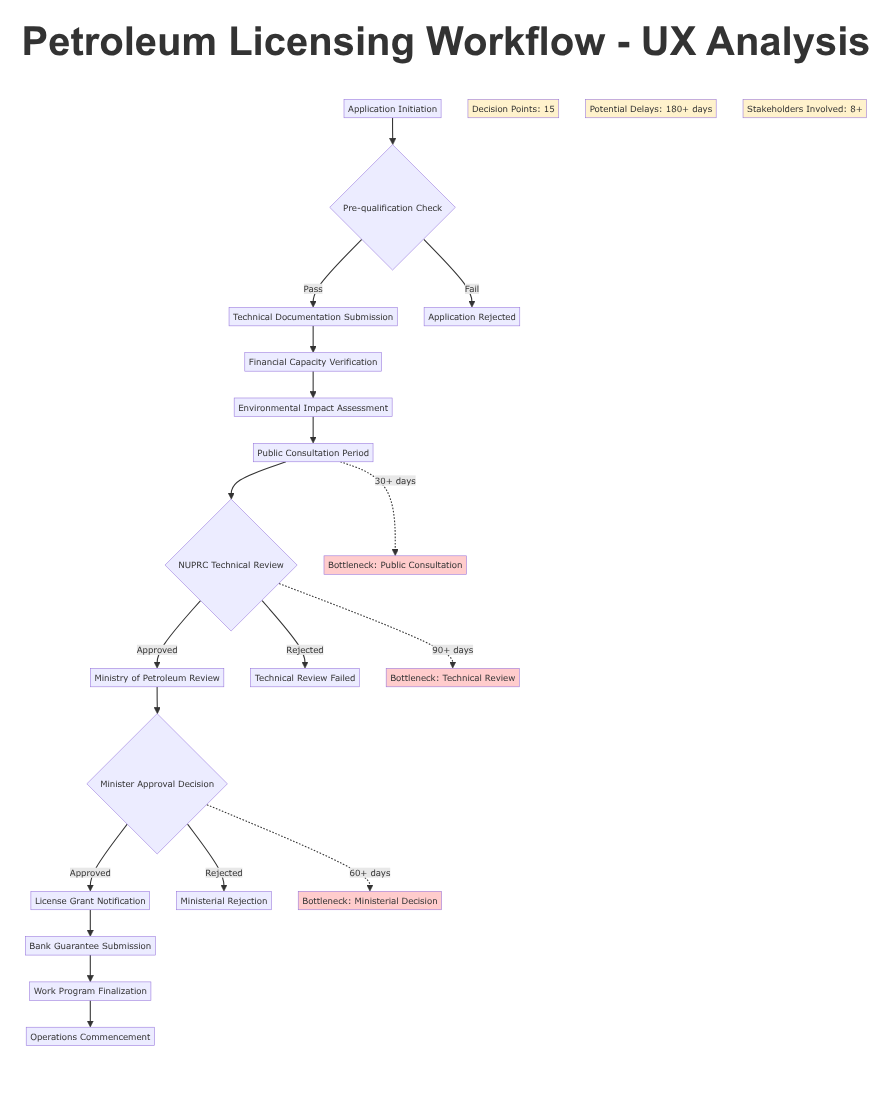 Petroleum Licensing Workflow - UX Analysis
Application Initiation
Decision Points: 15
Potential Delays: 180+ days
Stakeholders Involved: 8+
Pre-qualification Check
Pass
Fail
Technical Documentation Submission
Application Rejected
Financial Capacity Verification
Environmental Impact Assessment
Public Consultation Period
30+ days
NUPRC Technical Review
Bottleneck: Public Consultation
Approved
Rejected
90+ days
Ministry of Petroleum Review
Technical Review Failed
Bottleneck: Technical Review
Minister Approval Decision
Approved
Rejected
60+ days
License Grant Notification
Ministerial Rejection
Bottleneck: Ministerial Decision
Bank Guarantee Submission
Work Program Finalization
Operations Commencement